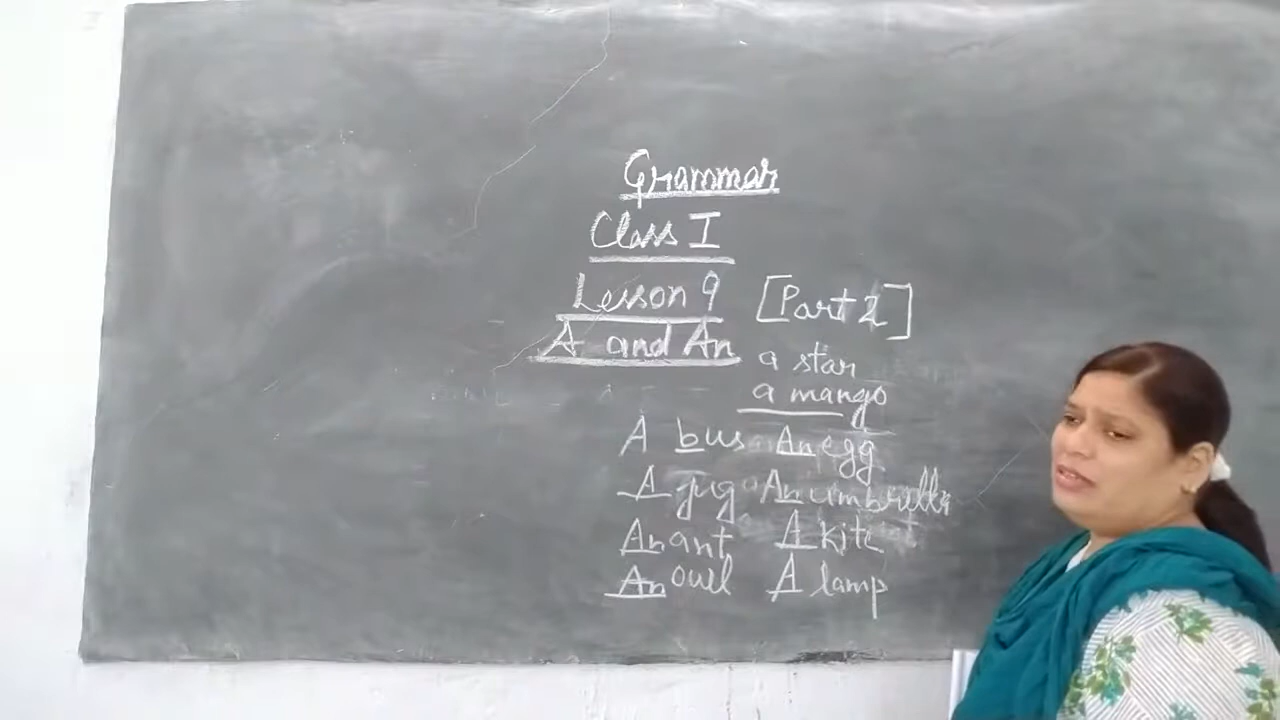 Grammar
Class I
Lesson 9 [Part 2]
A and An
a star
a mango
A bus An egg
A jug An umbrella
An ant A kite
An owl A lamp